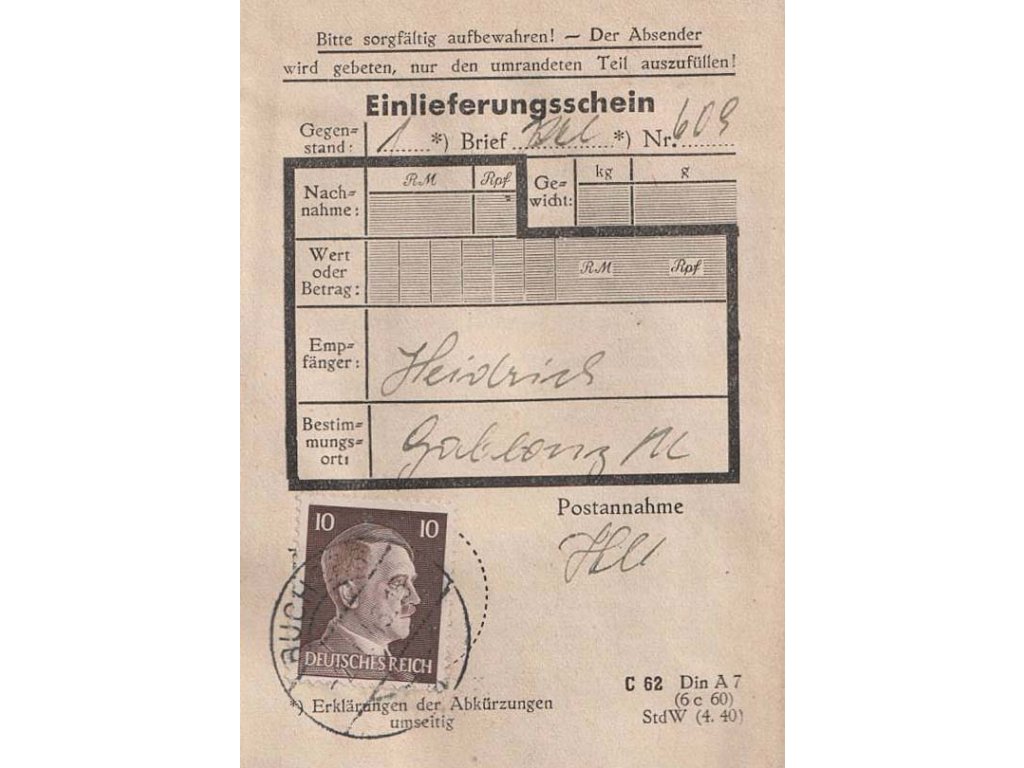 Bitte sorgfältig aufbewahren! — Der Absender
wird gebeten, nur den umrandeten Teil auszufüllen!
Einlieferungsschein
Gegen=
stand: 1 *) Brief *) Nr. 609
Nach=
nahme:
RM Rpf
Ge=
wicht:
kg g
Wert
oder
Betrag:
RM Rpf
Emp=
fänger:
Heidrich
Bestim=
mungs=
ort:
Gablonz
Postannahme
10 10
DEUTSCHES REICH
*) Erklärungen der Abkürzungen
umseitig
C 62 Din A 7
(6 c 60)
StdW (4. 40)